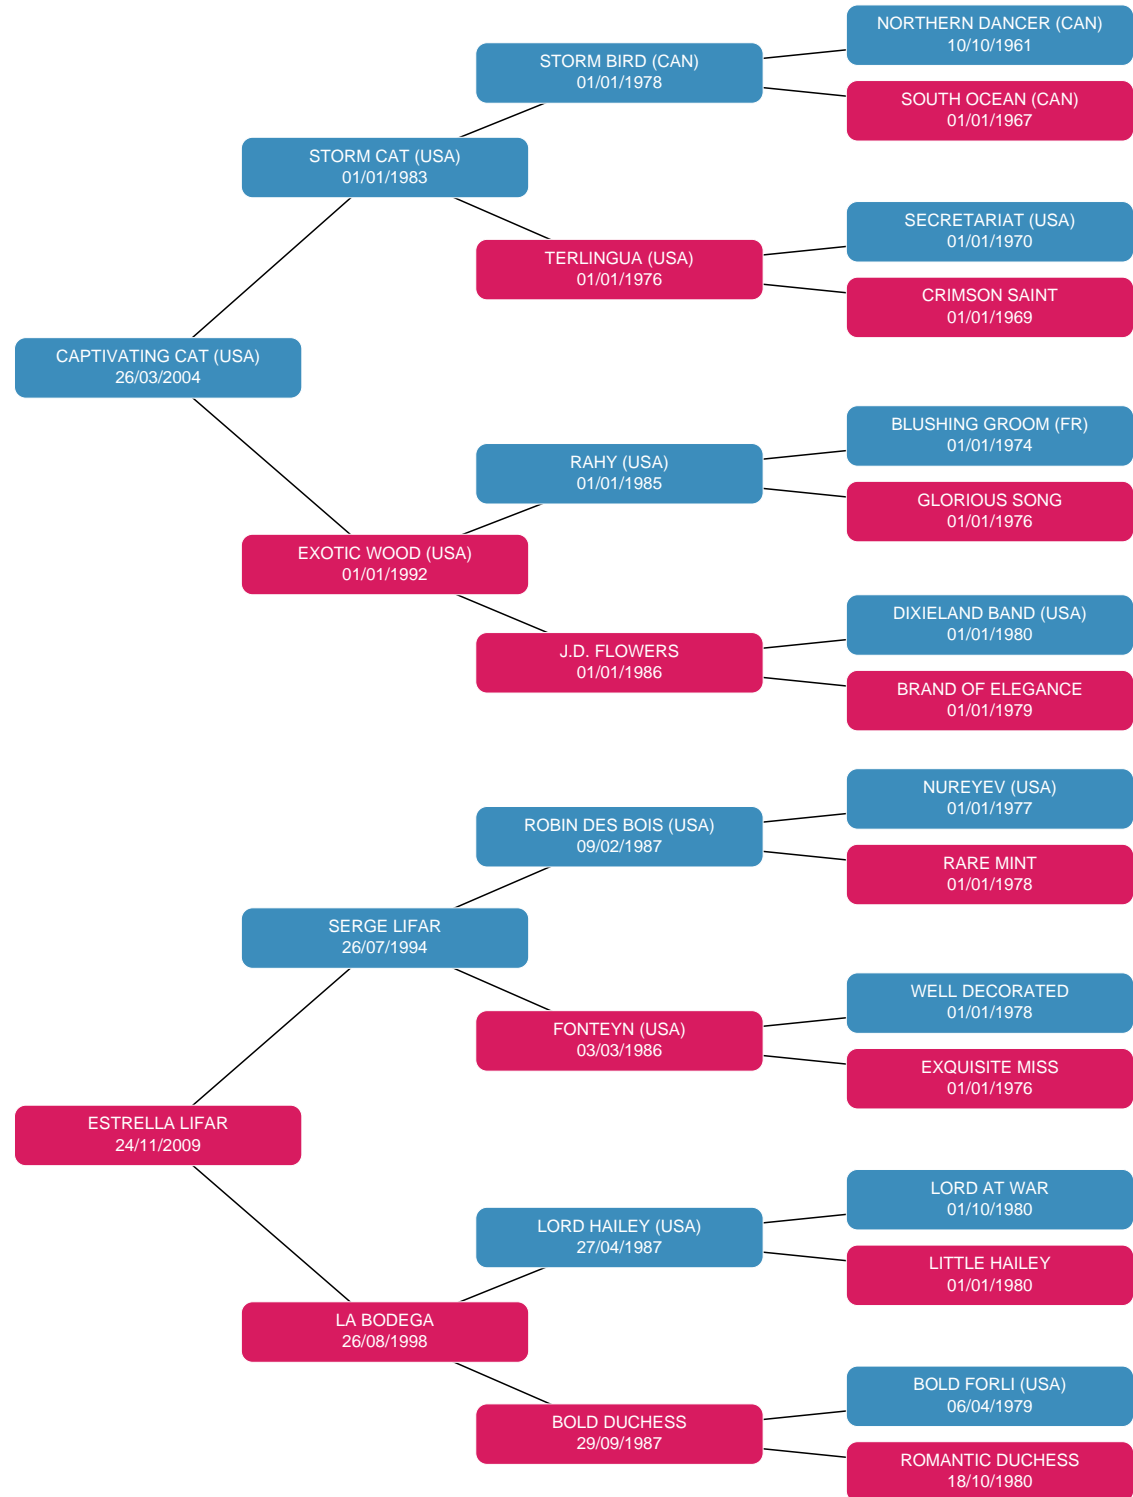 NORTHERN DANCER (CAN)
10/10/1961
STORM BIRD (CAN)
01/01/1978
SOUTH OCEAN (CAN)
01/01/1967
STORM CAT (USA)
01/01/1983
SECRETARIAT (USA)
01/01/1970
TERLINGUA (USA)
01/01/1976
CRIMSON SAINT
01/01/1969
CAPTIVATING CAT (USA)
26/03/2004
BLUSHING GROOM (FR)
01/01/1974
RAHY (USA)
01/01/1985
GLORIOUS SONG
01/01/1976
EXOTIC WOOD (USA)
01/01/1992
DIXIELAND BAND (USA)
01/01/1980
J.D. FLOWERS
01/01/1986
BRAND OF ELEGANCE
01/01/1979
NUREYEV (USA)
01/01/1977
ROBIN DES BOIS (USA)
09/02/1987
RARE MINT
01/01/1978
SERGE LIFAR
26/07/1994
WELL DECORATED
01/01/1978
FONTEYN (USA)
03/03/1986
EXQUISITE MISS
01/01/1976
ESTRELLA LIFAR
24/11/2009
LORD AT WAR
01/10/1980
LORD HAILEY (USA)
27/04/1987
LITTLE HAILEY
01/01/1980
LA BODEGA
26/08/1998
BOLD FORLI (USA)
06/04/1979
BOLD DUCHESS
29/09/1987
ROMANTIC DUCHESS
18/10/1980